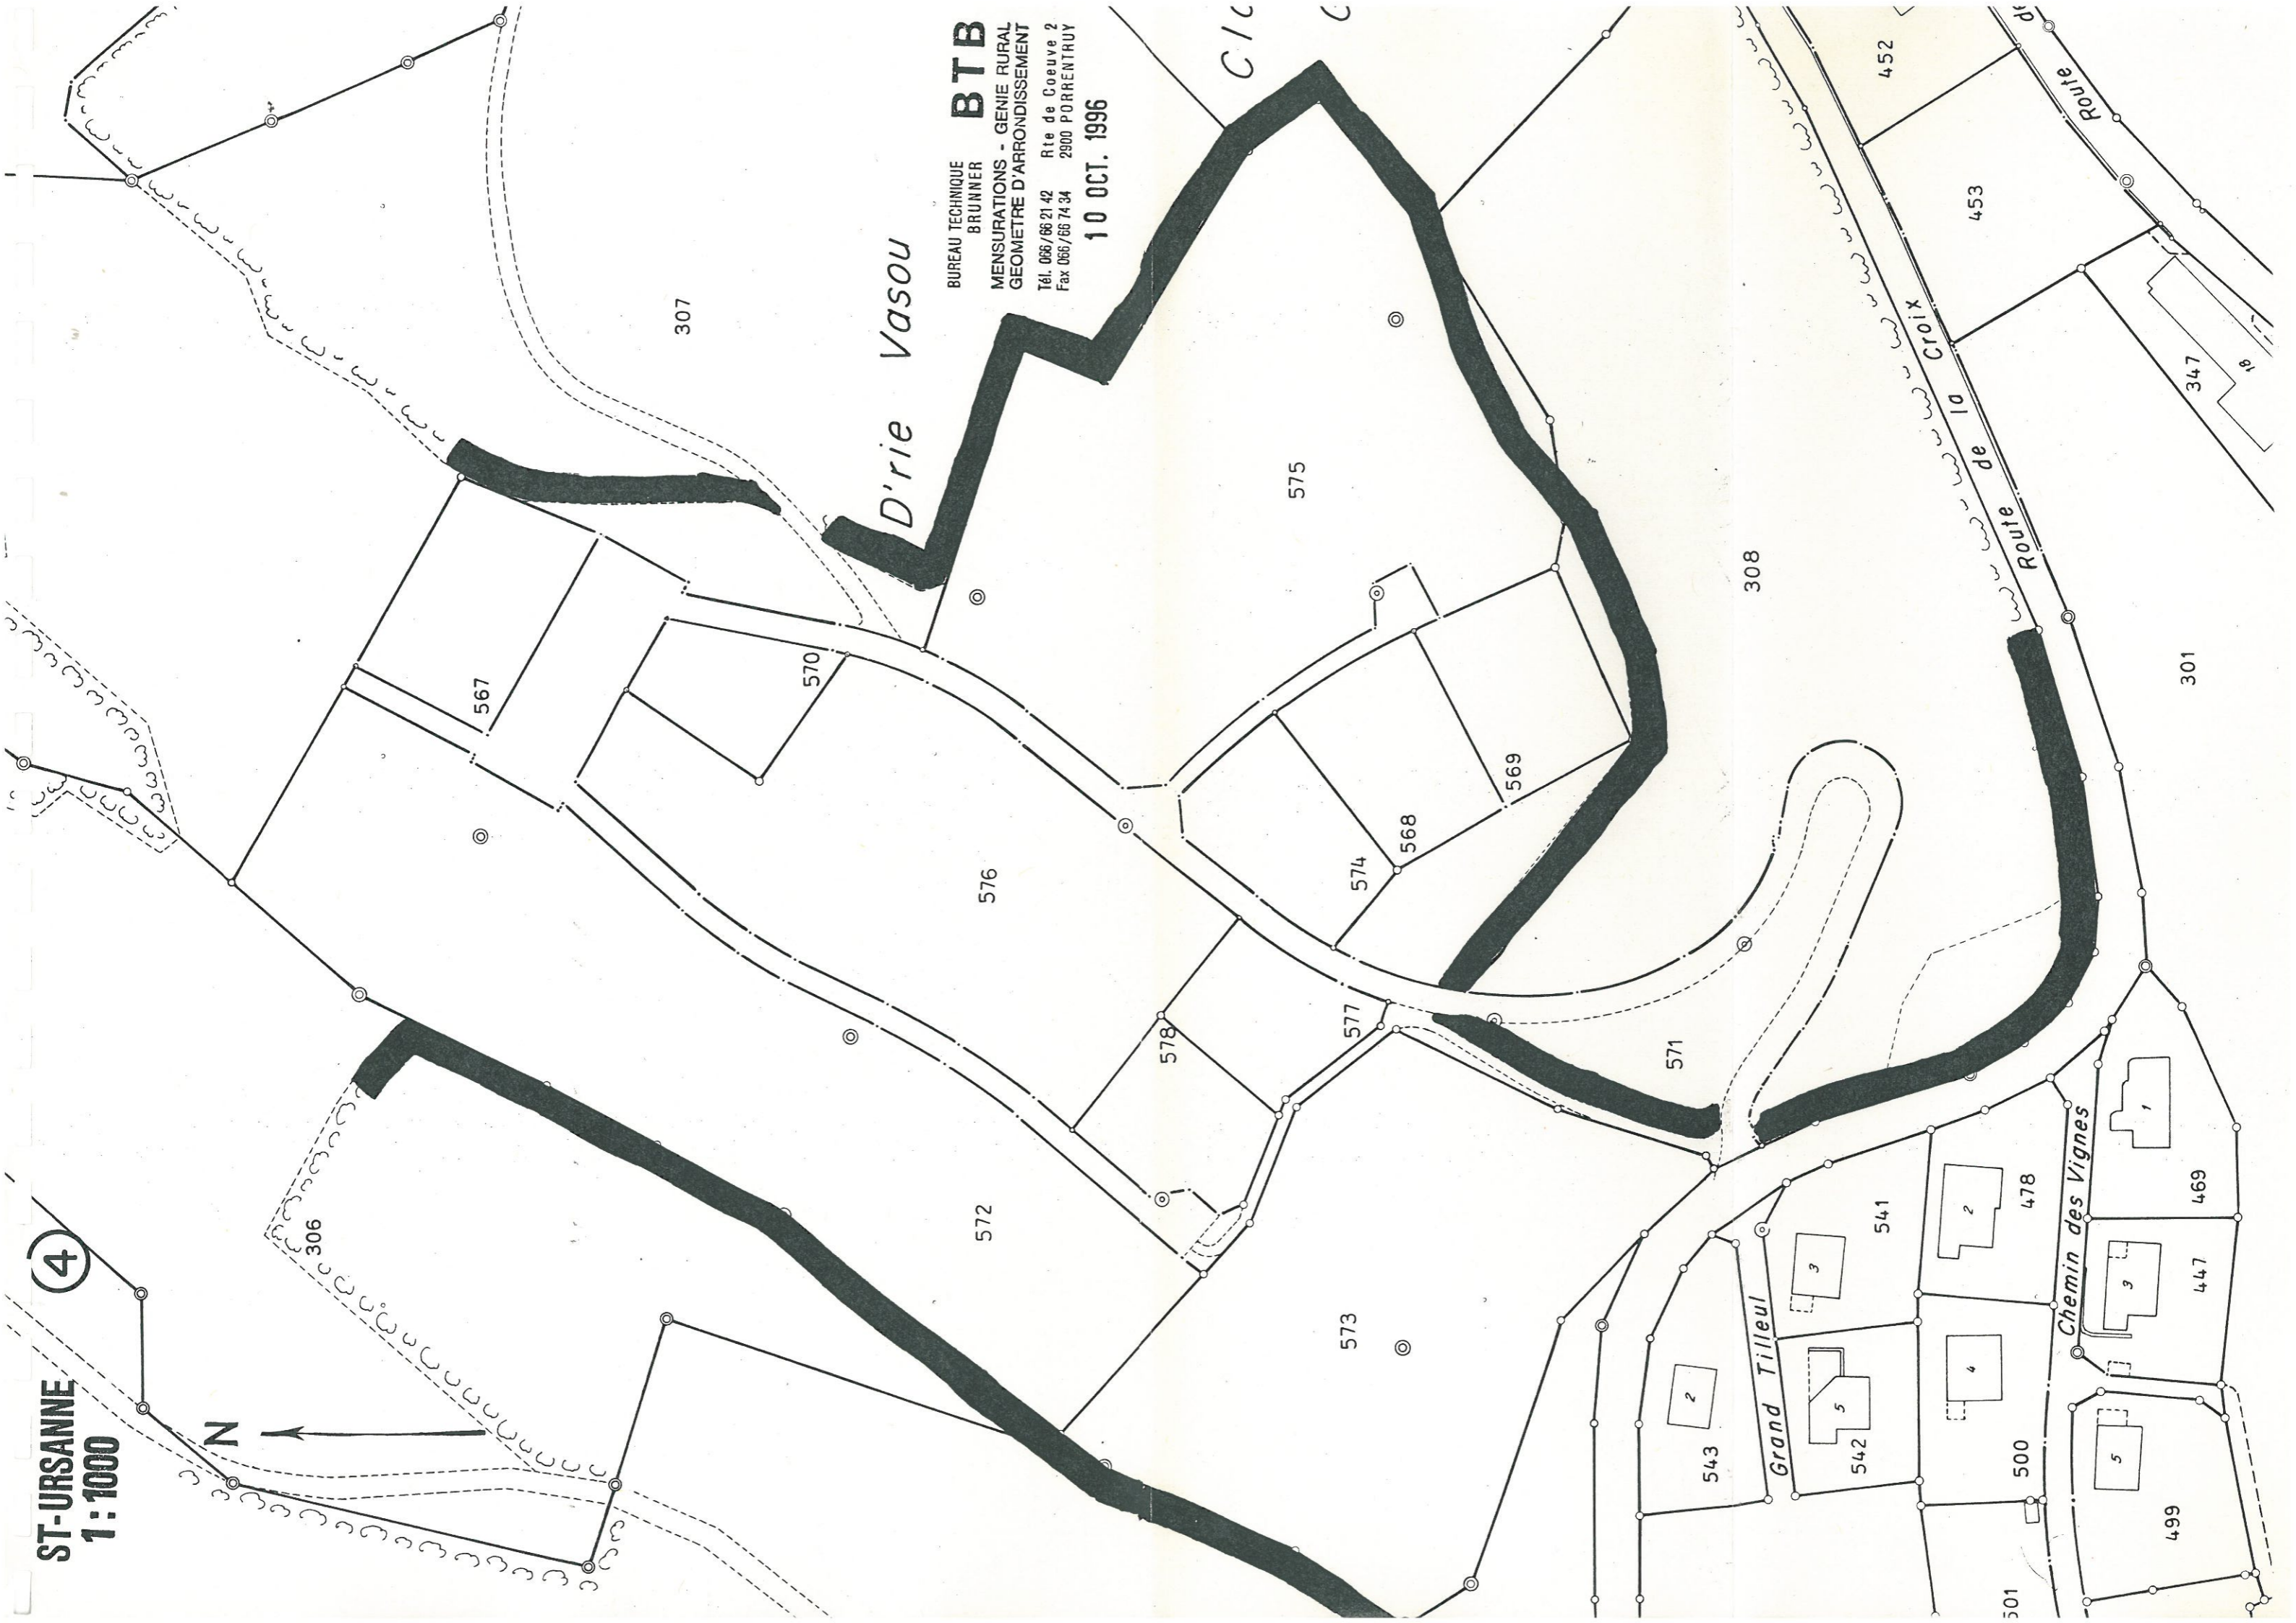 ST-URSANNE
1:1000
4
N
306
307
D'rie Vasou
BUREAU TECHNIQUE
BRUNNER
BTB
MENSURATIONS - GENIE RURAL
GEOMETRE D'ARRONDISSEMENT
Tél. 066/66 21 42 Rte de Coeuve 2
Fax 066/66 74 34 2900 PORRENTRUY
10 OCT. 1996
567
570
576
572
575
574
568
569
578
577
573
571
308
301
452
453
347
18
Route de la Croix
Route
543
2
Grand Tilleul
542
5
541
3
478
2
500
4
Chemin des Vignes
469
1
447
3
499
5
501